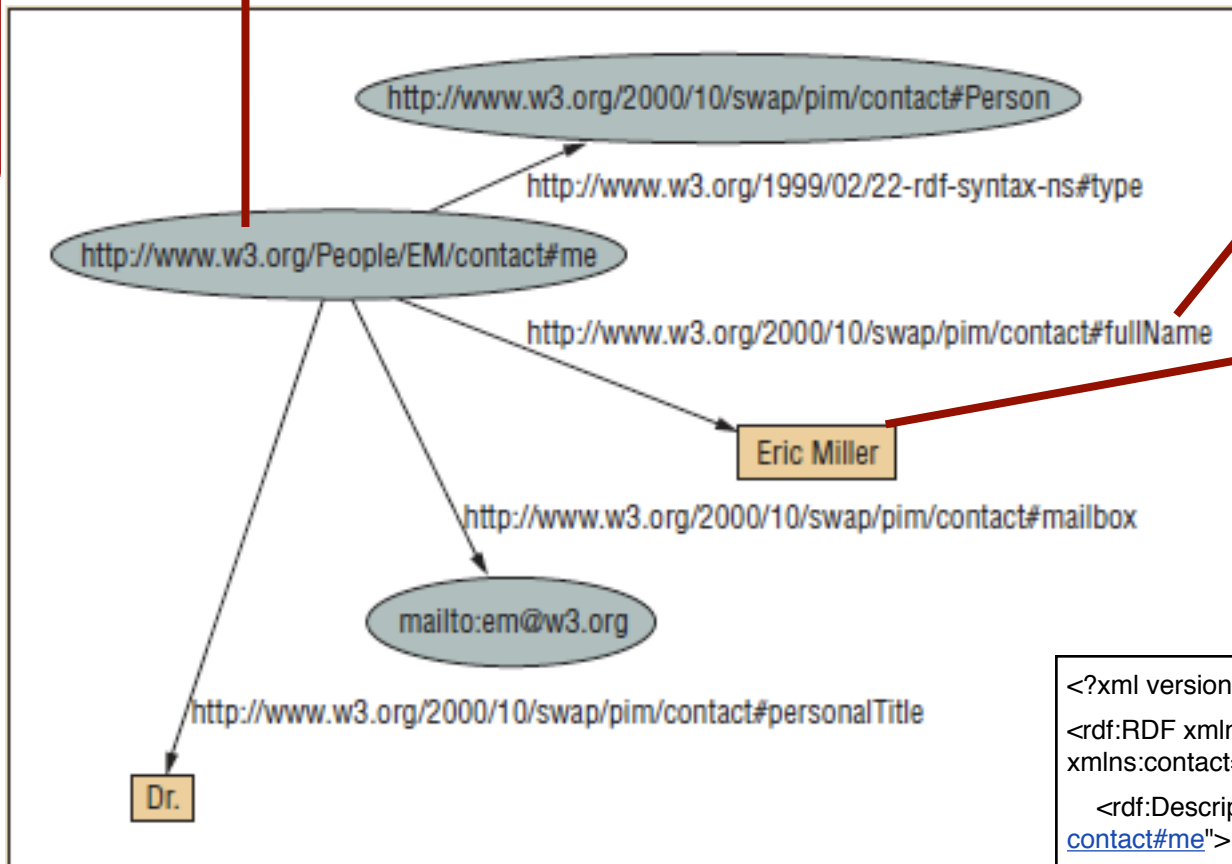 http://www.w3.org/2000/10/swap/pim/contact#Person
http://www.w3.org/1999/02/22-rdf-syntax-ns#type
http://www.w3.org/People/EM/contact#me
http://www.w3.org/2000/10/swap/pim/contact#fullName
Eric Miller
http://www.w3.org/2000/10/swap/pim/contact#mailbox
mailto:em@w3.org
http://www.w3.org/2000/10/swap/pim/contact#personalTitle
Dr.
<?xml version
<rdf:RDF xmln
xmlns:contact=
<rdf:Descrip
contact#me">